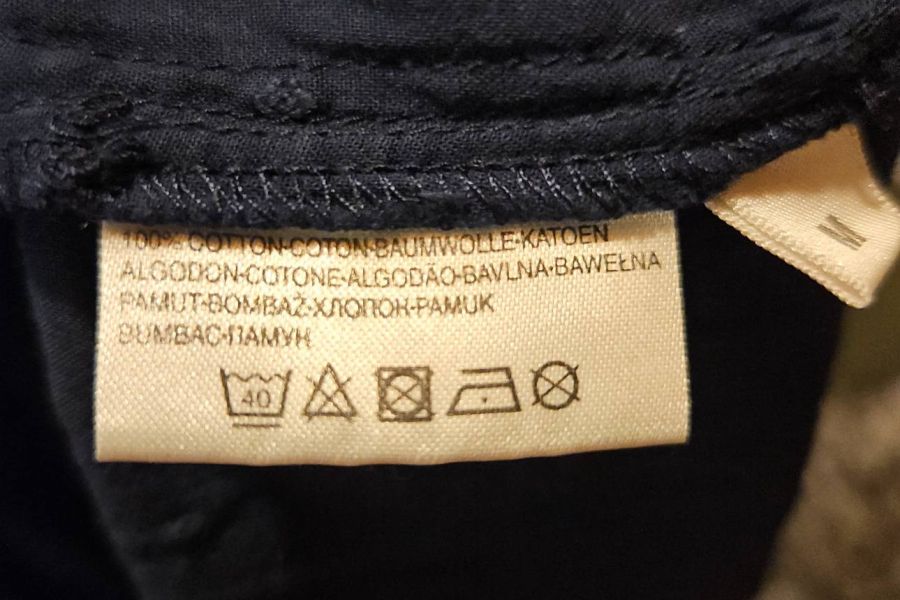 100% COTTON·COTON·BAUMWOLLE·KATOEN
ALGODON·COTONE·ALGODÃO·BAVLNA·BAWEŁNA
PAMUT·BOMBAŽ·ХЛОПОК·PAMUK
BUMBAC·ПАМУК
40
M